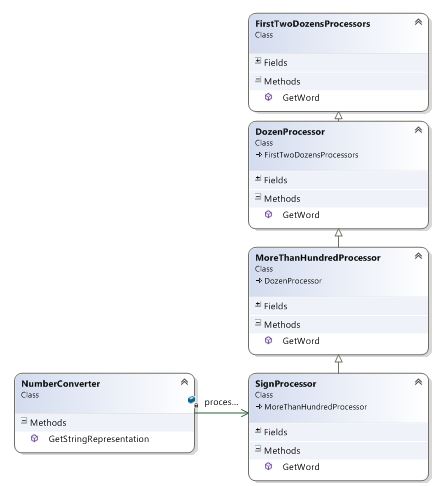 FirstTwoDozensProcessors
Class
Fields
Methods
GetWord
DozenProcessor
Class
FirstTwoDozensProcessors
Fields
Methods
GetWord
MoreThanHundredProcessor
Class
DozenProcessor
Fields
Methods
GetWord
NumberConverter
Class
Methods
GetStringRepresentation
proces...
SignProcessor
Class
MoreThanHundredProcessor
Fields
Methods
GetWord